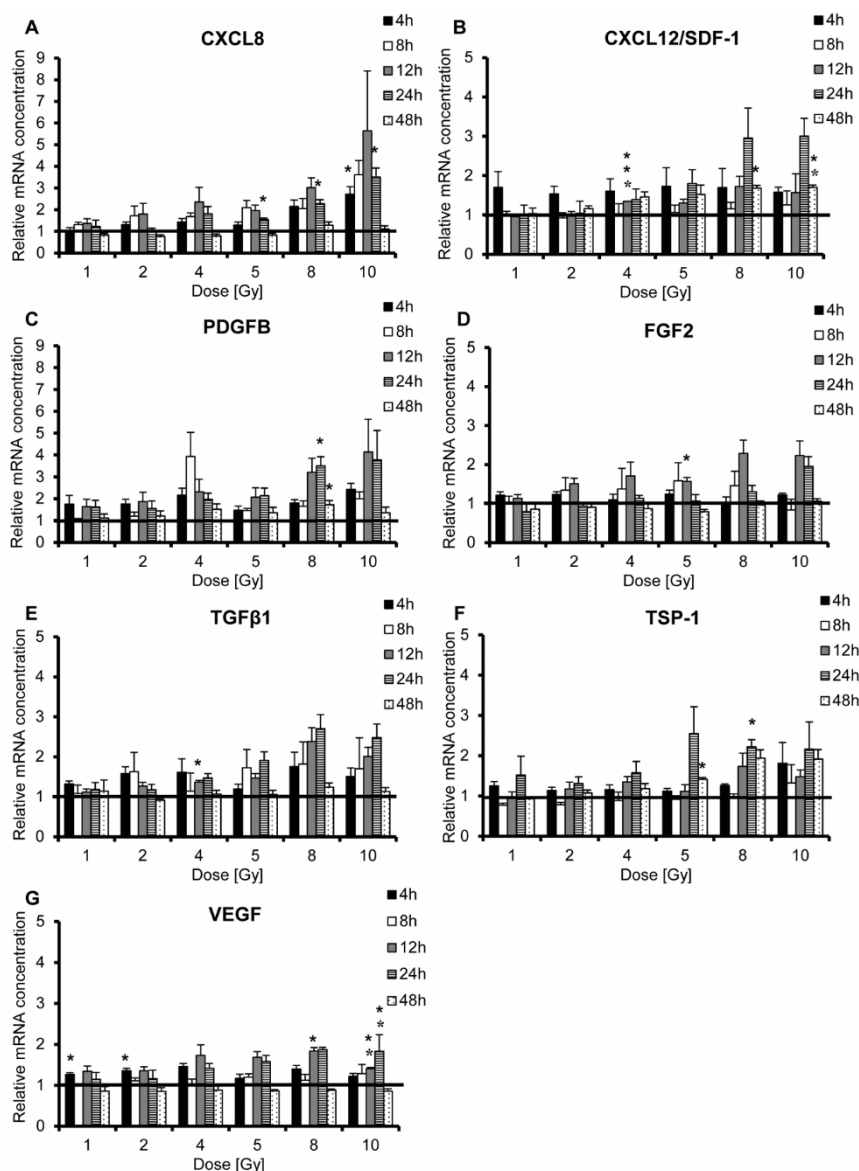 A
CXCL8
Relative mRNA concentration
9
8
7
6
5
4
3
2
1
0
1 2 4 5 8 10
Dose [Gy]
* * * *
4h
8h
12h
24h
48h
B
CXCL12/SDF-1
Relative mRNA concentration
5
4
3
2
1
0
1 2 4 5 8 10
Dose [Gy]
*** * **
4h
8h
12h
24h
48h
C
PDGFB
Relative mRNA concentration
9
8
7
6
5
4
3
2
1
0
1 2 4 5 8 10
Dose [Gy]
* *
4h
8h
12h
24h
48h
D
FGF2
Relative mRNA concentration
5
4
3
2
1
0
1 2 4 5 8 10
Dose [Gy]
*
4h
8h
12h
24h
48h
E
TGFβ1
Relative mRNA concentration
5
4
3
2
1
0
1 2 4 5 8 10
Dose [Gy]
*
4h
8h
12h
24h
48h
F
TSP-1
Relative mRNA concentration
5
4
3
2
1
0
1 2 4 5 8 10
Dose [Gy]
* *
4h
8h
12h
24h
48h
G
VEGF
Relative mRNA concentration
5
4
3
2
1
0
1 2 4 5 8 10
Dose [Gy]
* * * ** **
4h
8h
12h
24h
48h